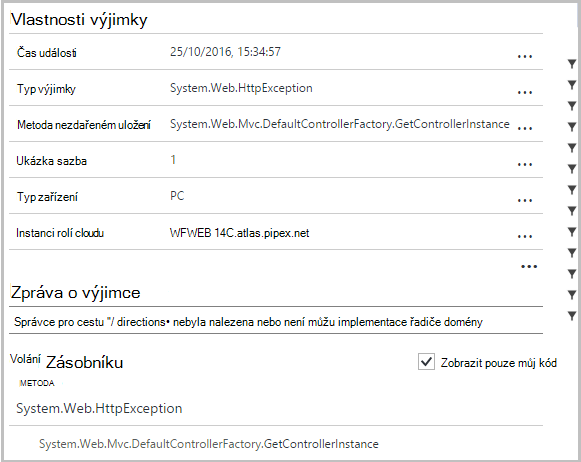 Vlastnosti výjimky
Čas události 25/10/2016, 15:34:57 ...
Typ výjimky System.Web.HttpException ...
Metoda nezdařeném uložení System.Web.Mvc.DefaultControllerFactory.GetControllerInstance ...
Ukázka sazba 1 ...
Typ zařízení PC ...
Instanci rolí cloudu WFWEB 14C.atlas.pipex.net ...
...
Zpráva o výjimce
Správce pro cestu "/ directions• nebyla nalezena nebo není můžu implementace řadiče domény
Volání Zásobníku Zobrazit pouze můj kód
METODA
System.Web.HttpException
System.Web.Mvc.DefaultControllerFactory.GetControllerInstance